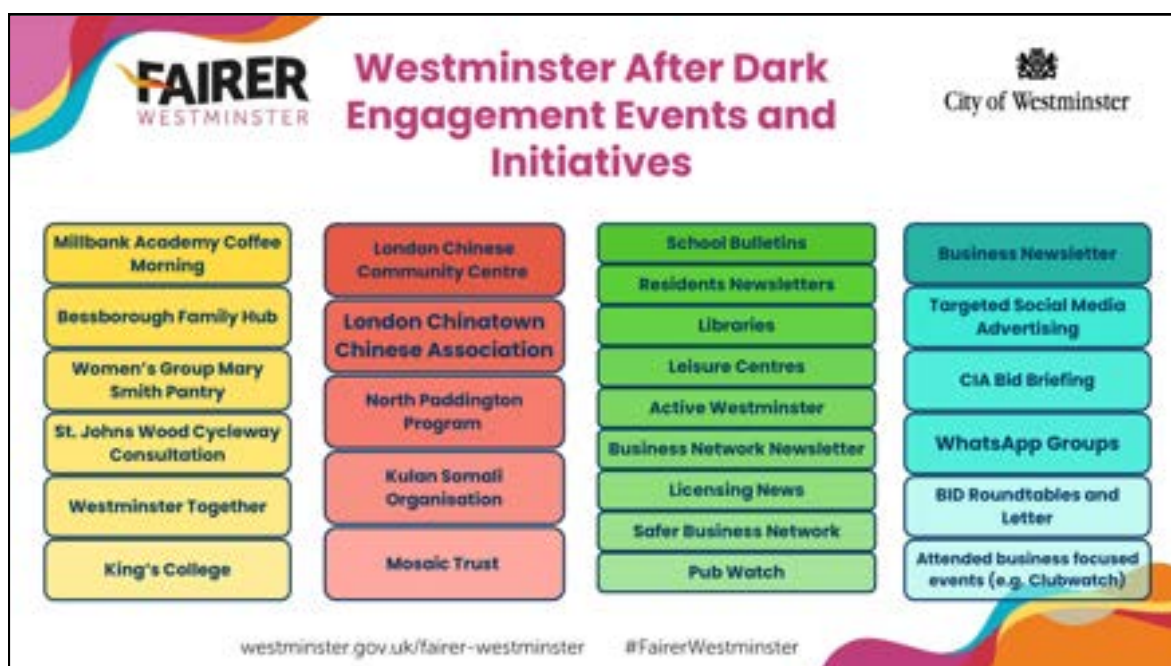 FAIRER
WESTMINSTER
Westminster After Dark
Engagement Events and
Initiatives
City of Westminster
Millbank Academy Coffee
Morning
Bessborough Family Hub
Women's Group Mary
Smith Pantry
St. Johns Wood Cycleway
Consultation
Westminster Together
King's College
London Chinese
Community Centre
London Chinatown
Chinese Association
North Paddington
Program
Kulan Somali
Organisation
Mosaic Trust
School Bulletins
Residents Newsletters
Libraries
Leisure Centres
Active Westminster
Business Network Newsletter
Licensing News
Safer Business Network
Pub Watch
Business Newsletter
Targeted Social Media
Advertising
CIA Bid Briefing
WhatsApp Groups
BID Roundtables and
Letter
Attended business focused
events (e.g. Clubwatch)
westminster.gov.uk/fairer-westminster #FairerWestminster